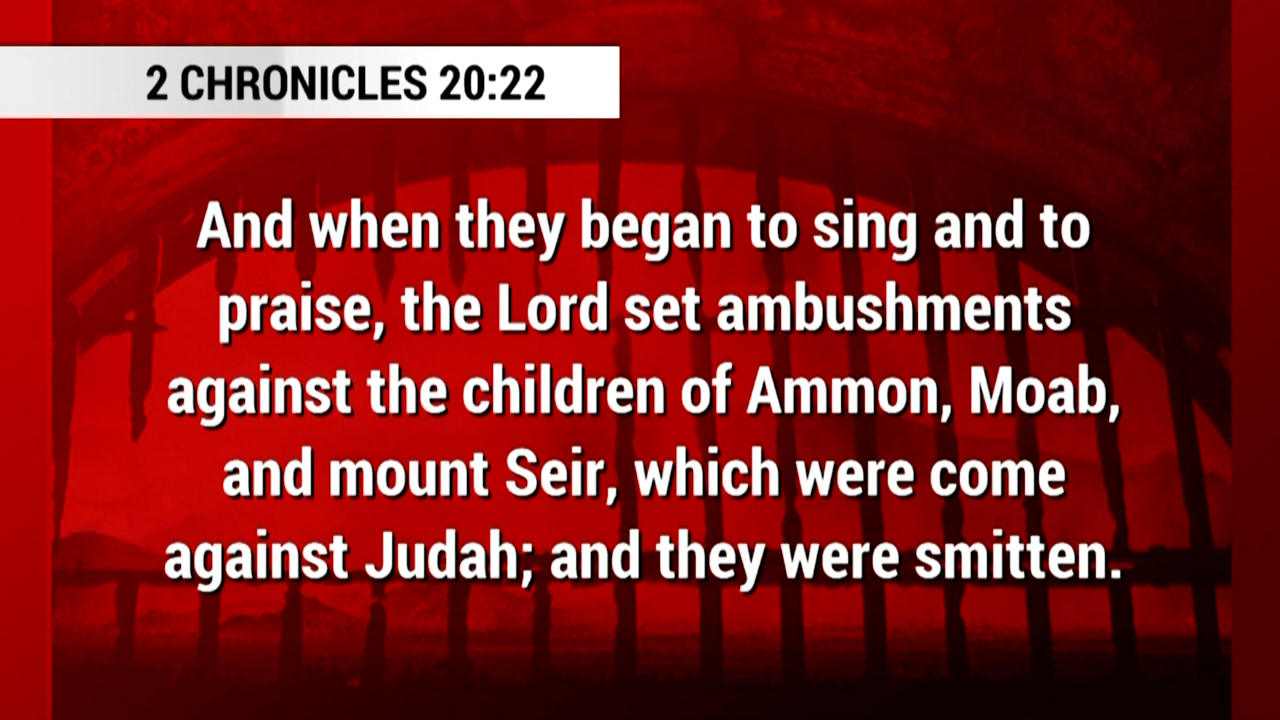 2 CHRONICLES 20:22
And when they began to sing and to
praise, the Lord set ambushments
against the children of Ammon, Moab,
and mount Seir, which were come
against Judah; and they were smitten.